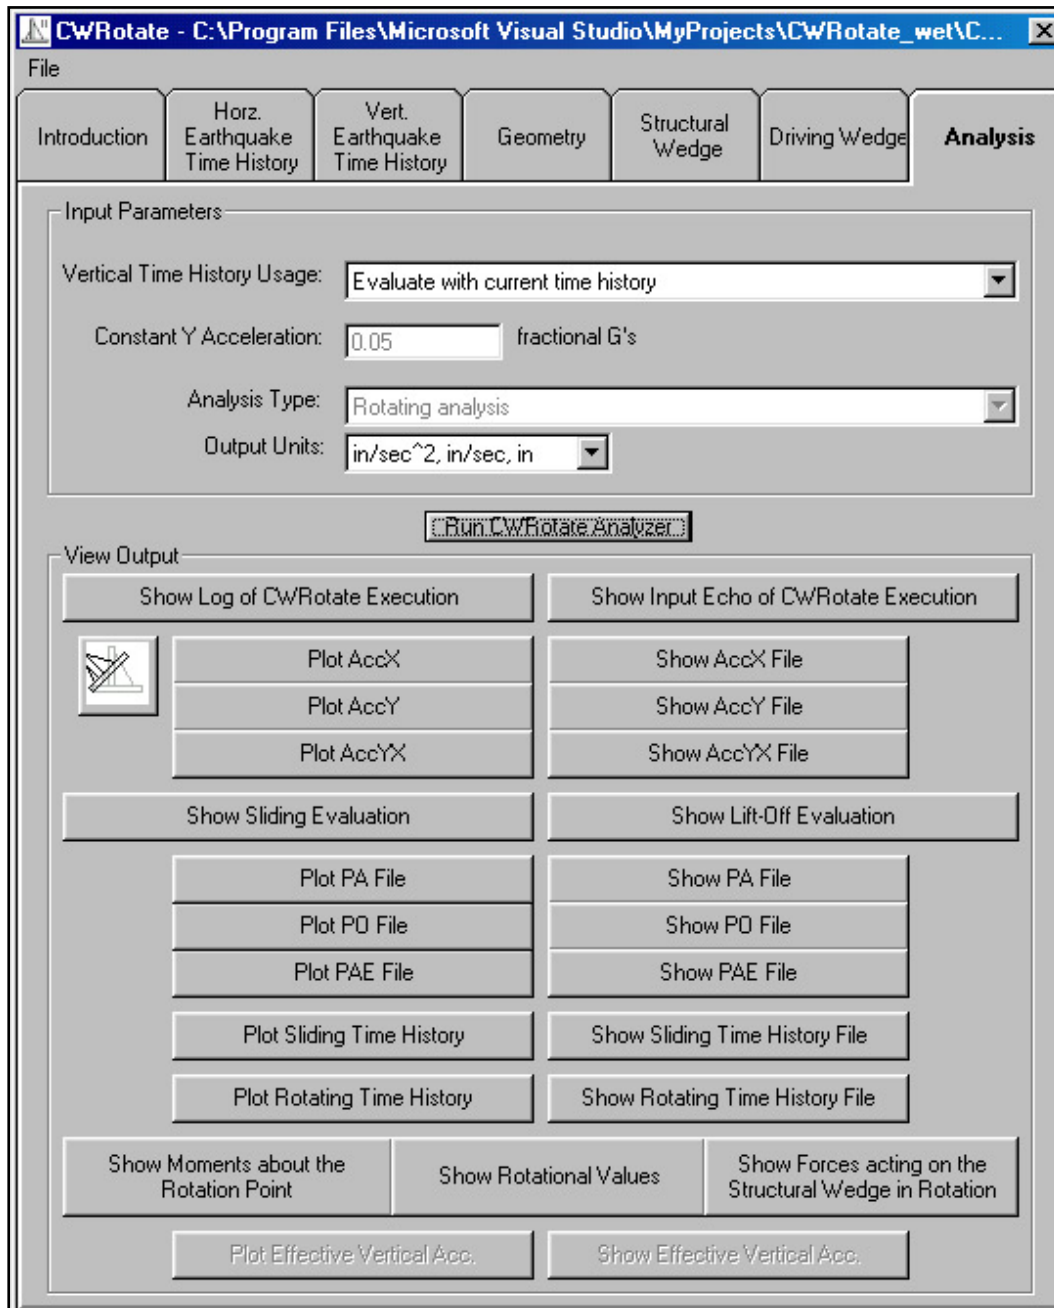 CWRotate - C:\Program Files\Microsoft Visual Studio\MyProjects\CWRotate_wet\C...
File
Introduction
Horz.
Earthquake
Time History
Vert.
Earthquake
Time History
Geometry
Structural
Wedge
Driving Wedge
Analysis
Input Parameters
Vertical Time History Usage: Evaluate with current time history
Constant Y Acceleration: 0.05 fractional G's
Analysis Type: Rotating analysis
Output Units: in/sec^2, in/sec, in
Run CWRotate Analyzer
View Output
Show Log of CWRotate Execution Show Input Echo of CWRotate Execution
Plot AccX Show AccX File
Plot AccY Show AccY File
Plot AccYX Show AccYX File
Show Sliding Evaluation Show Lift-Off Evaluation
Plot PA File Show PA File
Plot PO File Show PO File
Plot PAE File Show PAE File
Plot Sliding Time History Show Sliding Time History File
Plot Rotating Time History Show Rotating Time History File
Show Moments about the
Rotation Point
Show Rotational Values
Show Forces acting on the
Structural Wedge in Rotation
Plot Effective Vertical Acc. Show Effective Vertical Acc.